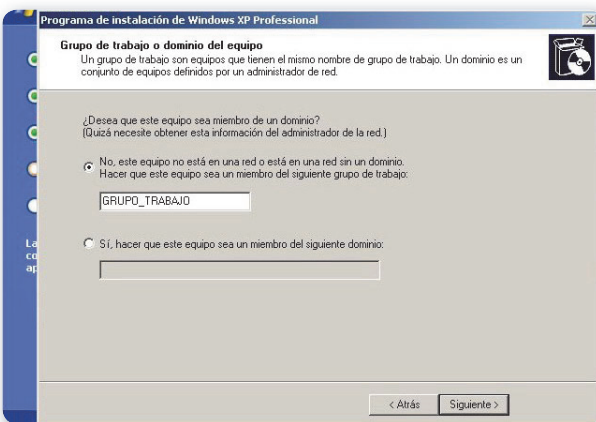 Programa de instalación de Windows XP Professional
Grupo de trabajo o dominio del equipo
Un grupo de trabajo son equipos que tienen el mismo nombre de grupo de trabajo. Un dominio es un
conjunto de equipos definidos por un administrador de red.
¿Desea que este equipo sea miembro de un dominio?
(Quizá necesite obtener esta información del administrador de la red.)
No, este equipo no está en una red o está en una red sin un dominio.
Hacer que este equipo sea un miembro del siguiente grupo de trabajo:
GRUPO_TRABAJO
La
co
ap
Sí, hacer que este equipo sea un miembro del siguiente dominio:
< Atrás
Siguiente >